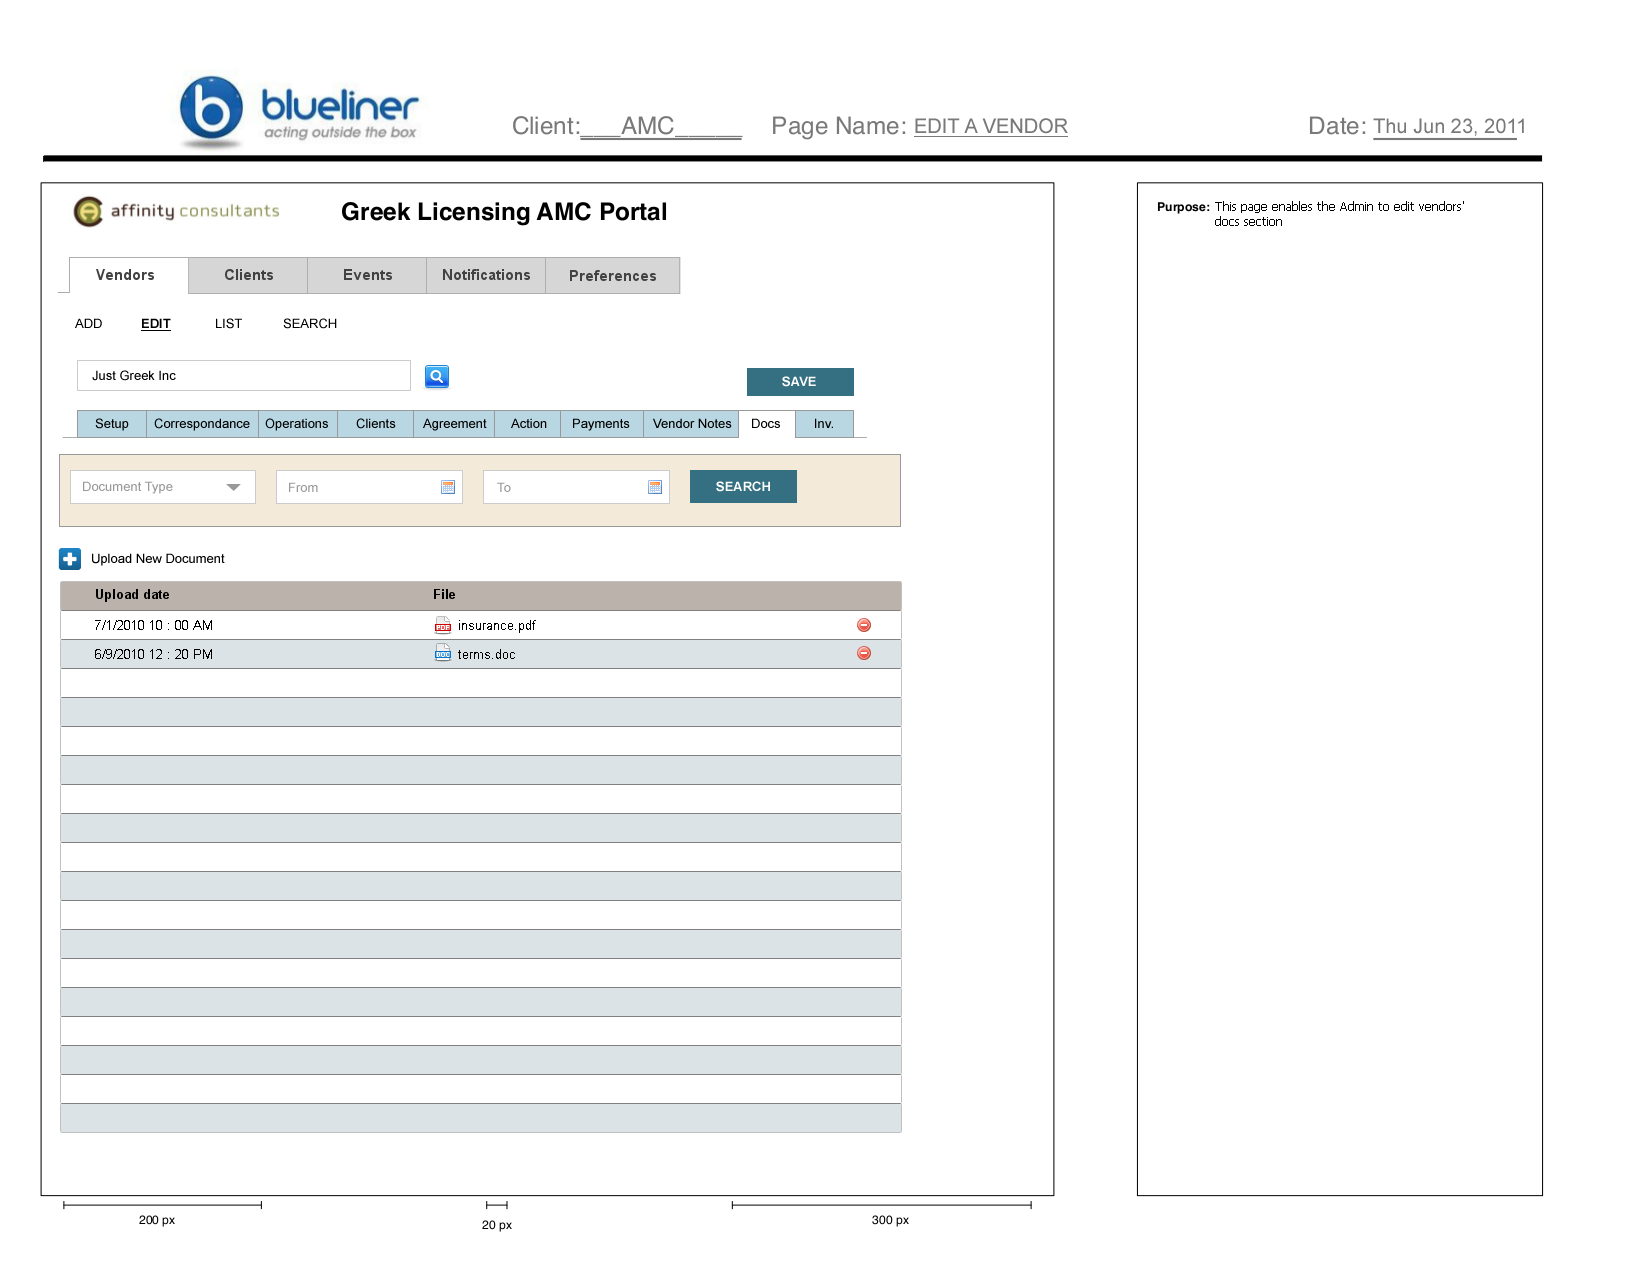 blueliner
acting outside the box
Client:___AMC_____ Page Name: EDIT A VENDOR Date: Thu Jun 23, 2011
affinity consultants Greek Licensing AMC Portal
Vendors Clients Events Notifications Preferences
ADD EDIT LIST SEARCH
Just Greek Inc
SAVE
Setup Correspondance Operations Clients Agreement Action Payments Vendor Notes Docs Inv.
Document Type From To SEARCH
Upload New Document
Upload date File
7/1/2010 10 : 00 AM PDF insurance.pdf
6/9/2010 12 : 20 PM DOC terms.doc
Purpose: This page enables the Admin to edit vendors'
docs section
200 px 20 px 300 px